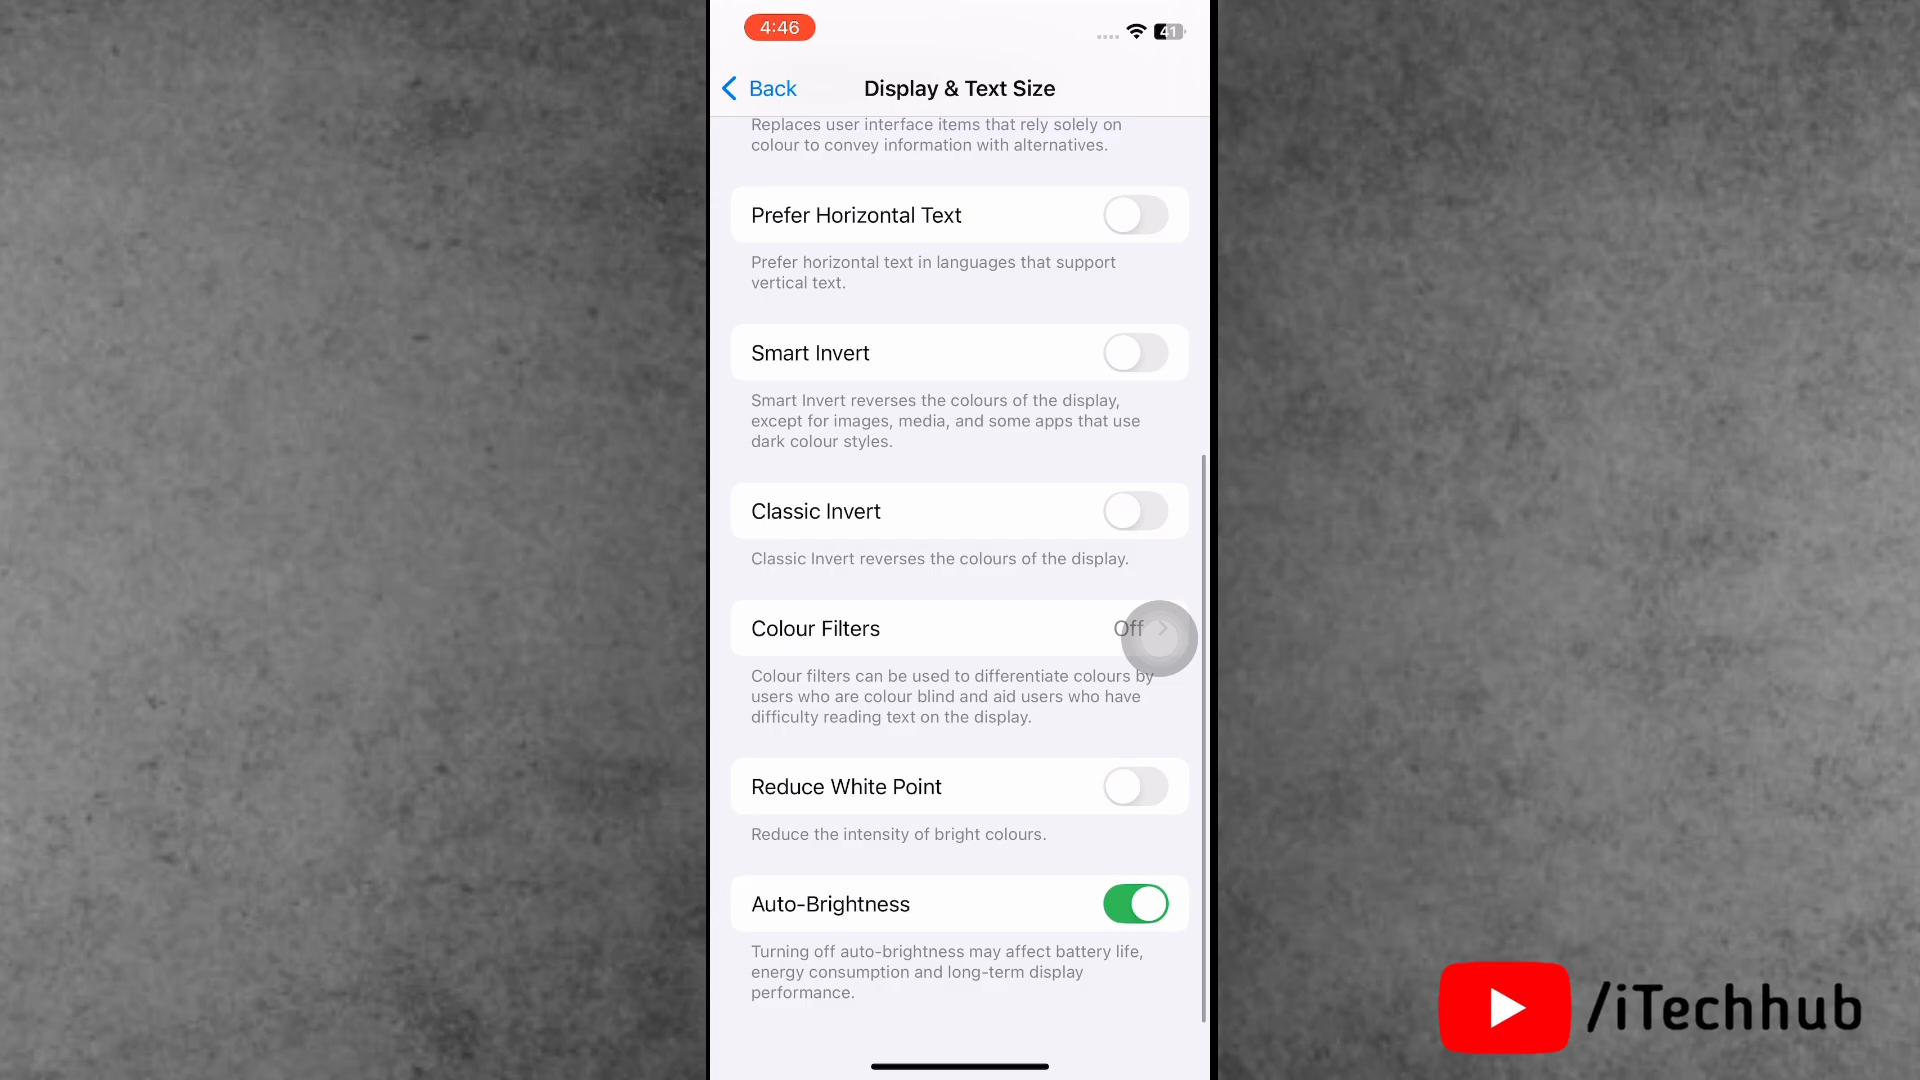 4:46
41
Back
Display & Text Size
Replaces user interface items that rely solely on
colour to convey information with alternatives.
Prefer Horizontal Text
Prefer horizontal text in languages that support
vertical text.
Smart Invert
Smart Invert reverses the colours of the display,
except for images, media, and some apps that use
dark colour styles.
Classic Invert
Classic Invert reverses the colours of the display.
Colour Filters
Off
Colour filters can be used to differentiate colours by
users who are colour blind and aid users who have
difficulty reading text on the display.
Reduce White Point
Reduce the intensity of bright colours.
Auto-Brightness
Turning off auto-brightness may affect battery life,
energy consumption and long-term display
performance.
/iTechhub